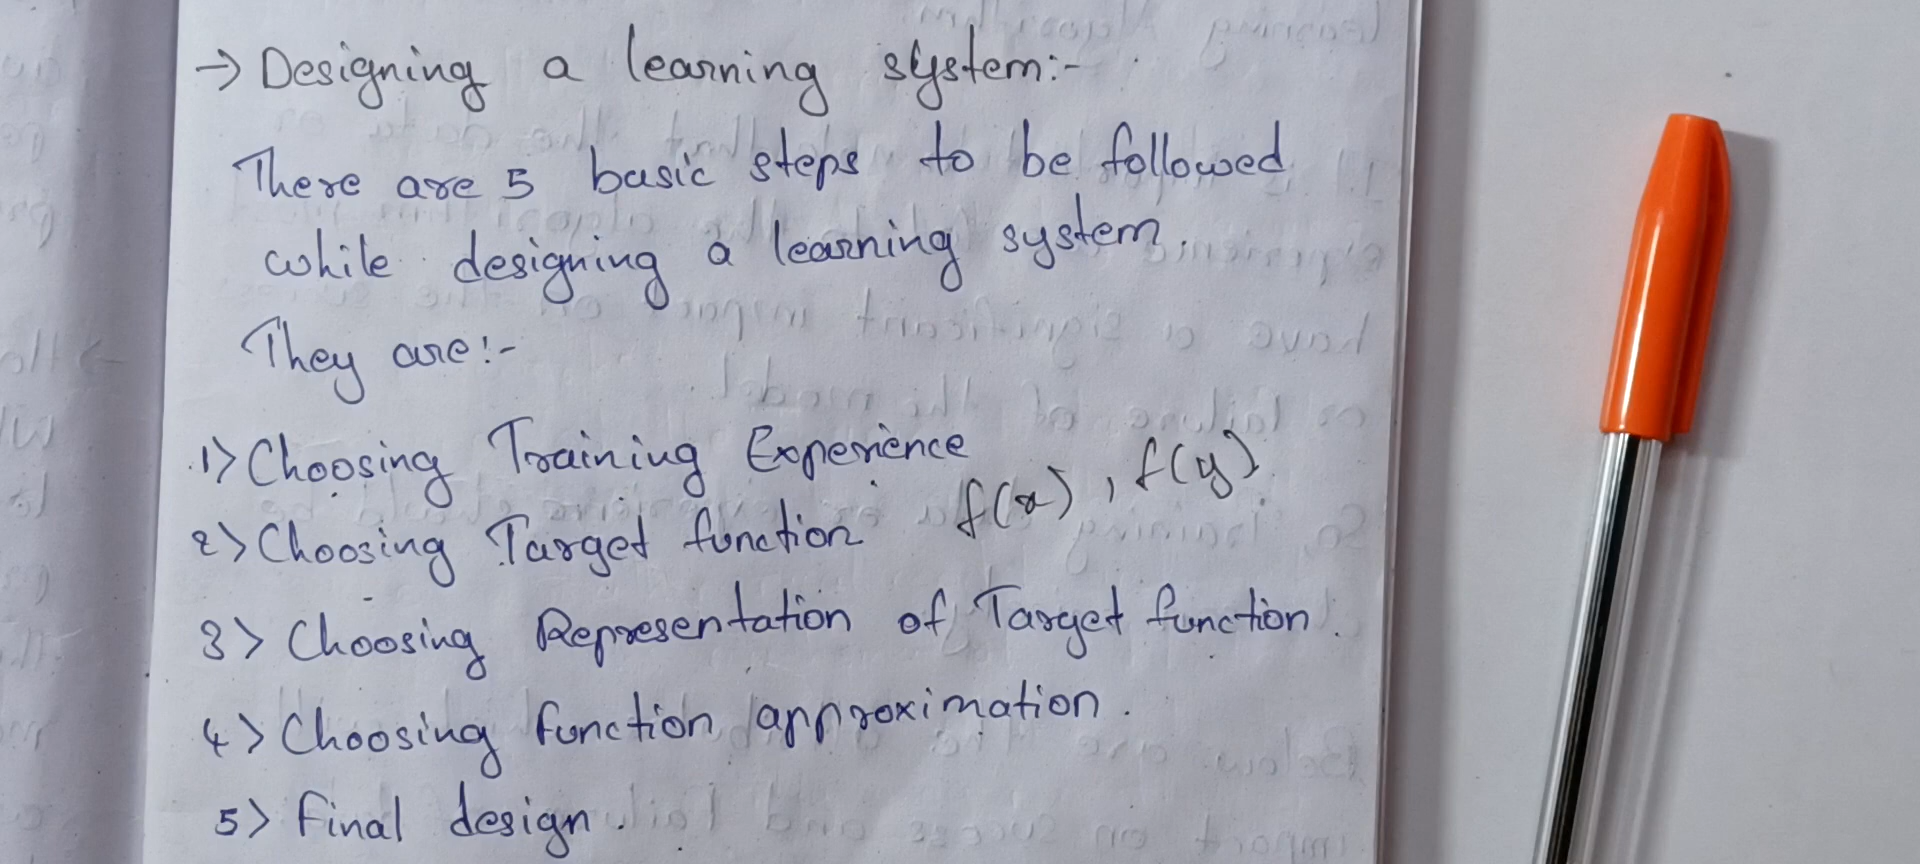 → Designing a learning system:-
There are 5 basic steps to be followed
while designing a learning system.
They are:-
1> Choosing Training Experience
2> Choosing Target function f(x), f(y)
3> Choosing Representation of Target function.
4> Choosing function approximation.
5> Final design.